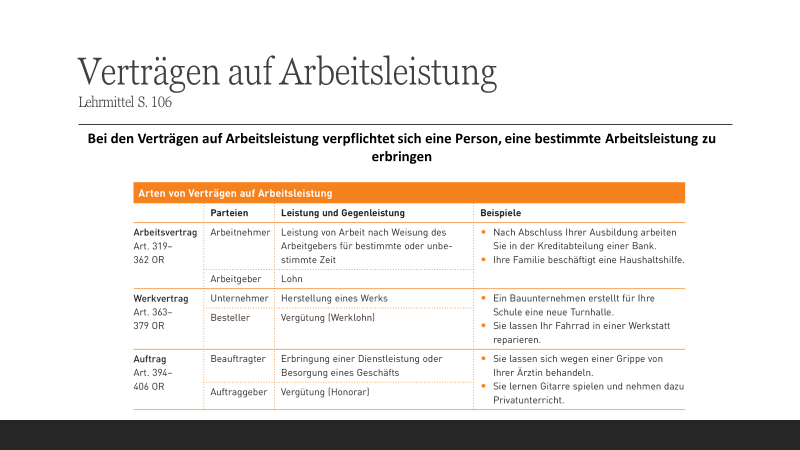 Verträgen auf Arbeitsleistung
Lehrmittel S. 106
Bei den Verträgen auf Arbeitsleistung verpflichtet sich eine Person, eine bestimmte Arbeitsleistung zu
erbringen
Arten von Verträgen auf Arbeitsleistung
Parteien Leistung und Gegenleistung Beispiele
Arbeitsvertrag
Art. 319–
362 OR
Arbeitnehmer
Leistung von Arbeit nach Weisung des
Arbeitgebers für bestimmte oder unbe-
stimmte Zeit
Arbeitgeber
Lohn
• Nach Abschluss Ihrer Ausbildung arbeiten
Sie in der Kreditabteilung einer Bank.
• Ihre Familie beschäftigt eine Haushaltshilfe.
Werkvertrag
Art. 363–
379 OR
Unternehmer
Herstellung eines Werks
Besteller
Vergütung (Werklohn)
• Ein Bauunternehmen erstellt für Ihre
Schule eine neue Turnhalle.
• Sie lassen Ihr Fahrrad in einer Werkstatt
reparieren.
Auftrag
Art. 394–
406 OR
Beauftragter
Erbringung einer Dienstleistung oder
Besorgung eines Geschäfts
Auftraggeber
Vergütung (Honorar)
• Sie lassen sich wegen einer Grippe von
Ihrer Ärztin behandeln.
• Sie lernen Gitarre spielen und nehmen dazu
Privatunterricht.